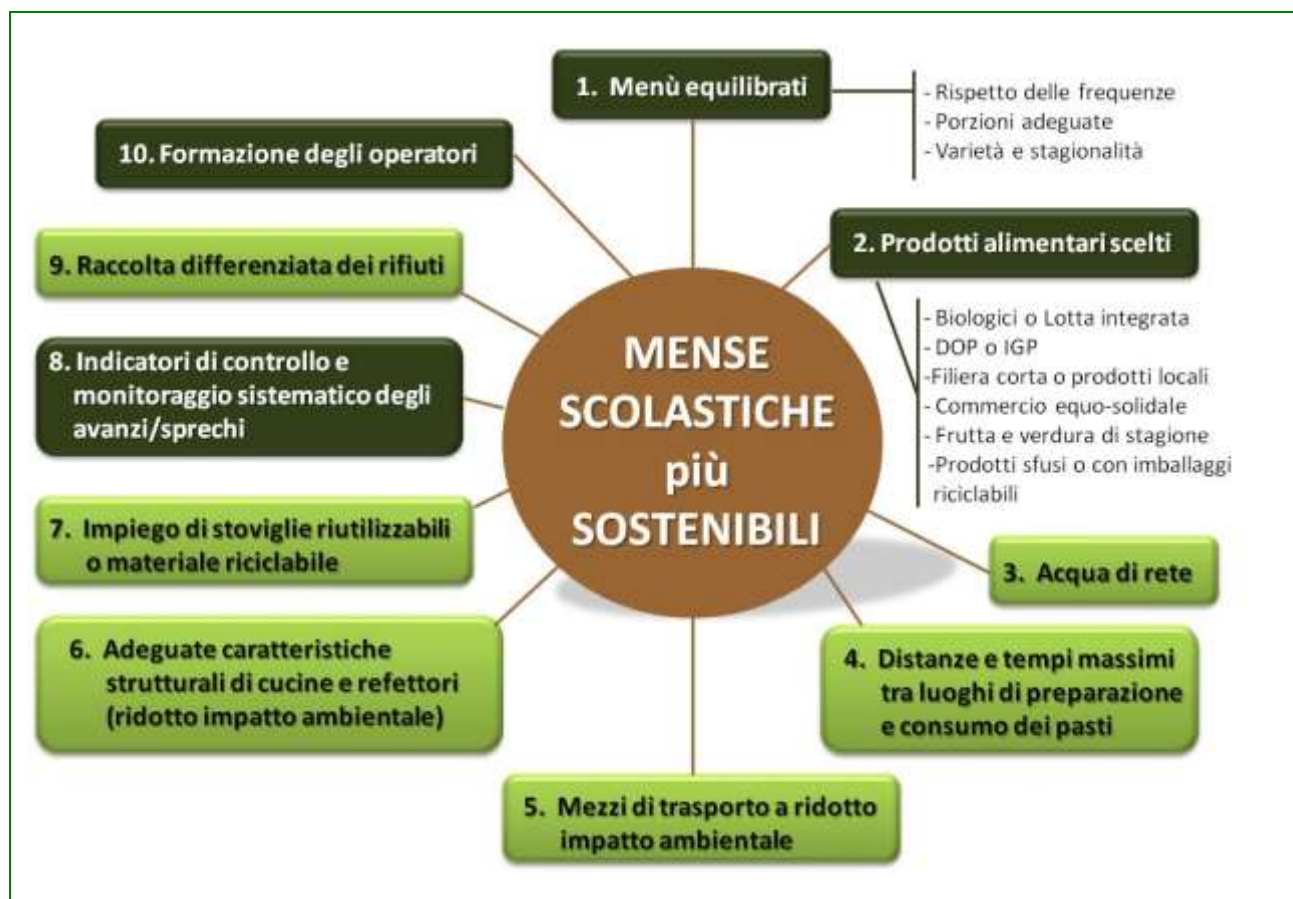 1. Menù equilibrati
- Rispetto delle frequenze
- Porzioni adeguate
- Varietà e stagionalità
2. Prodotti alimentari scelti
- Biologici o Lotta integrata
- DOP o IGP
-Filiera corta o prodotti locali
- Commercio equo-solidale
- Frutta e verdura di stagione
-Prodotti sfusi o con imballaggi
riciclabili
3. Acqua di rete
4. Distanze e tempi massimi
tra luoghi di preparazione
e consumo dei pasti
5. Mezzi di trasporto a ridotto
impatto ambientale
6. Adeguate caratteristiche
strutturali di cucine e refettori
(ridotto impatto ambientale)
7. Impiego di stoviglie riutilizzabili
o materiale riciclabile
8. Indicatori di controllo e
monitoraggio sistematico degli
avanzi/sprechi
9. Raccolta differenziata dei rifiuti
10. Formazione degli operatori
MENSE
SCOLASTICHE
più
SOSTENIBILI